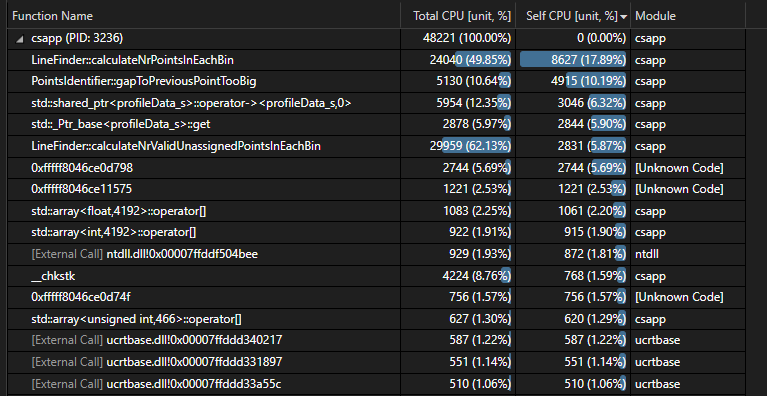 Function Name Total CPU [unit, %] Self CPU [unit, %] Module
csapp (PID: 3236) 48221 (100.00%) 0 (0.00%) csapp
LineFinder::calculateNrPointsInEachBin 24040 (49.85%) 8627 (17.89%) csapp
PointsIdentifier::gapToPreviousPointTooBig 5130 (10.64%) 4915 (10.19%) csapp
std::shared_ptr<profileData_s>::operator-><profileData_s,0> 5954 (12.35%) 3046 (6.32%) csapp
std::_Ptr_base<profileData_s>::get 2878 (5.97%) 2844 (5.90%) csapp
LineFinder::calculateNrValidUnassignedPointsInEachBin 29959 (62.13%) 2831 (5.87%) csapp
0xfffff8046ce0d798 2744 (5.69%) 2744 (5.69%) [Unknown Code]
0xfffff8046ce11575 1221 (2.53%) 1221 (2.53%) [Unknown Code]
std::array<float,4192>::operator[] 1083 (2.25%) 1061 (2.20%) csapp
std::array<int,4192>::operator[] 922 (1.91%) 915 (1.90%) csapp
[External Call] ntdll.dll!0x00007ffddf504bee 929 (1.93%) 872 (1.81%) ntdll
__chkstk 4224 (8.76%) 768 (1.59%) csapp
0xfffff8046ce0d74f 756 (1.57%) 756 (1.57%) [Unknown Code]
std::array<unsigned int,466>::operator[] 627 (1.30%) 620 (1.29%) csapp
[External Call] ucrtbase.dll!0x00007ffddd340217 587 (1.22%) 587 (1.22%) ucrtbase
[External Call] ucrtbase.dll!0x00007ffddd331897 551 (1.14%) 551 (1.14%) ucrtbase
[External Call] ucrtbase.dll!0x00007ffddd33a55c 510 (1.06%) 510 (1.06%) ucrtbase